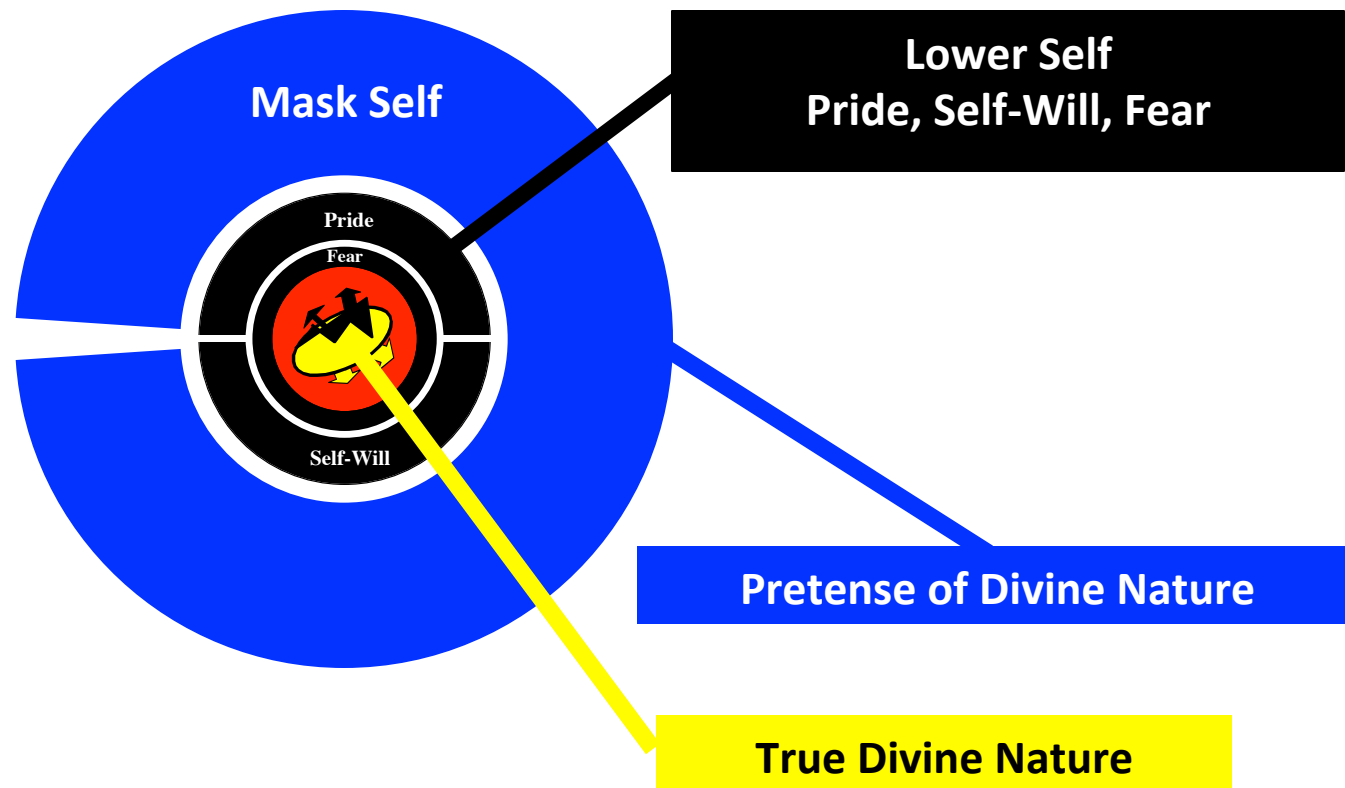 Mask Self
Lower Self
Pride, Self-Will, Fear
Pride
Fear
Self-Will
Pretense of Divine Nature
True Divine Nature